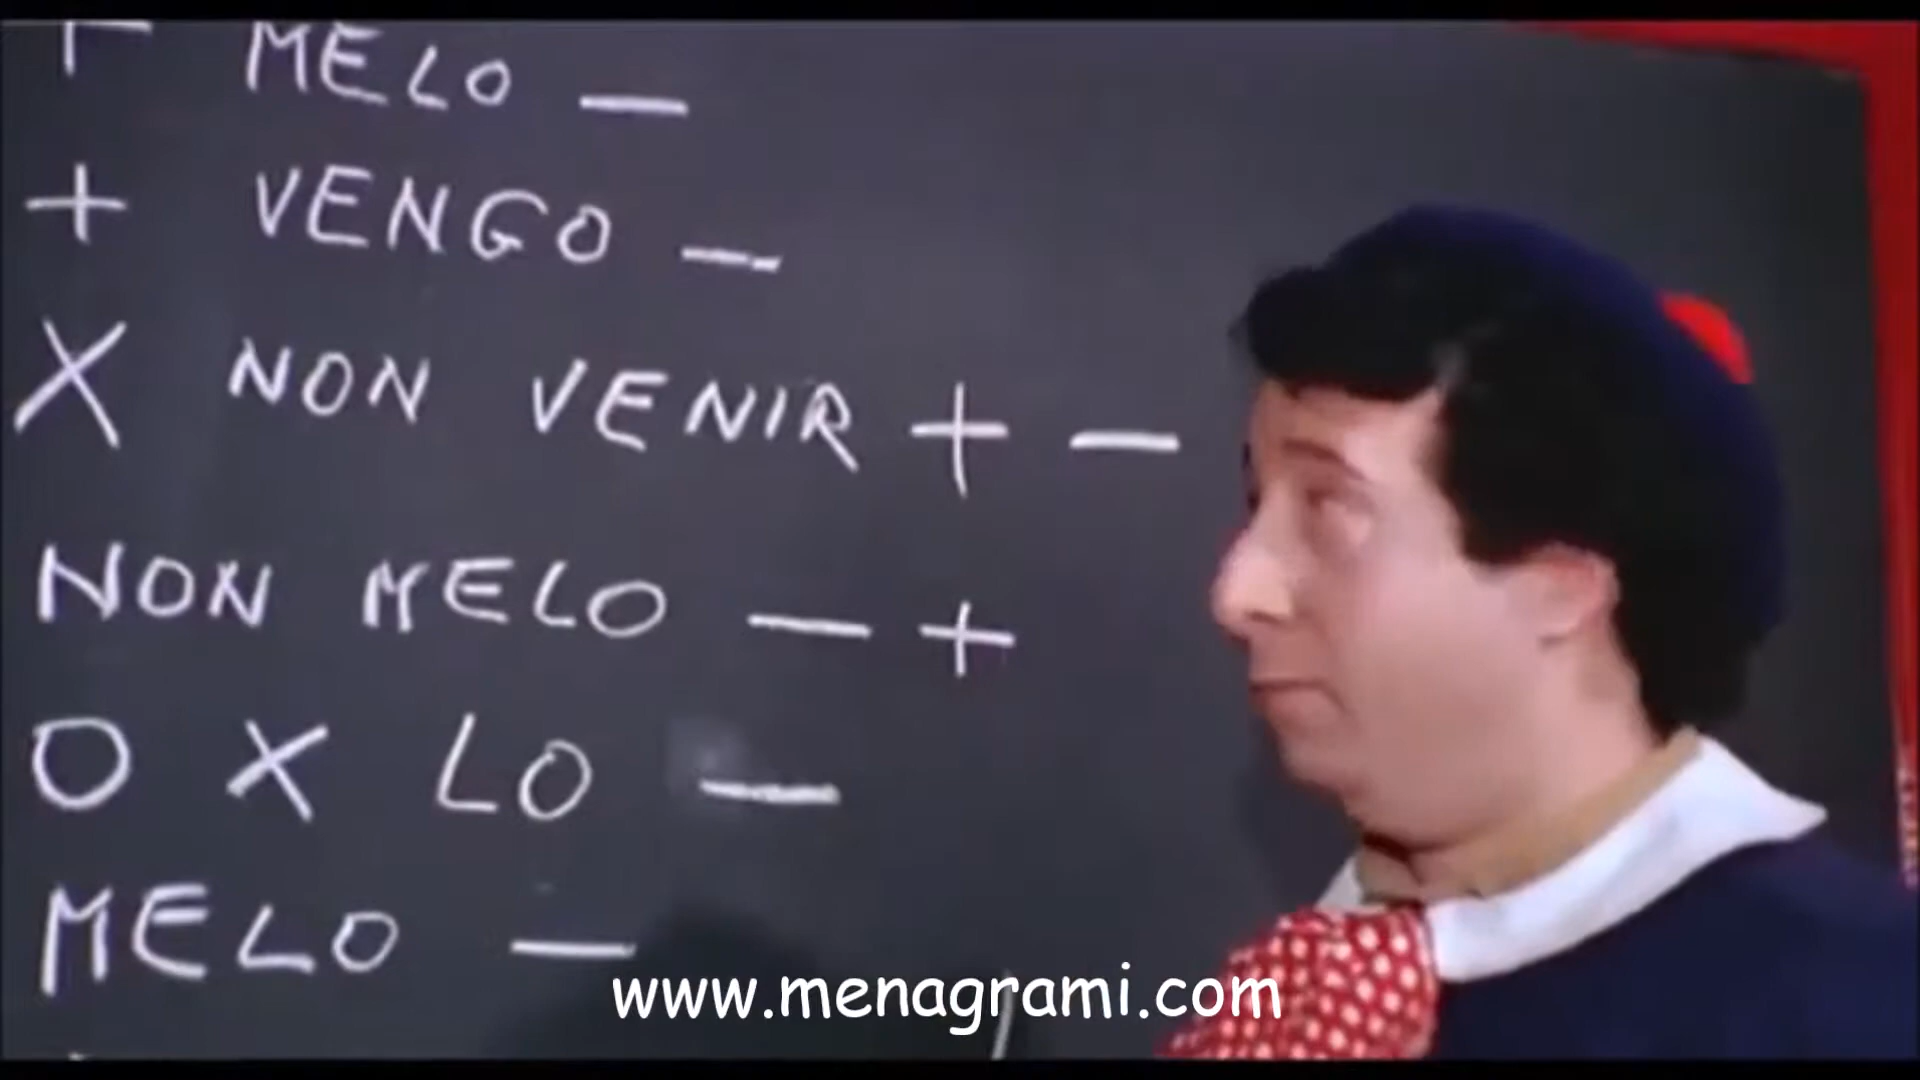 + MELO —
+ VENGO —
X NON VENIR + —
NON MELO — +
O X LO —
MELO —
www.menagrami.com